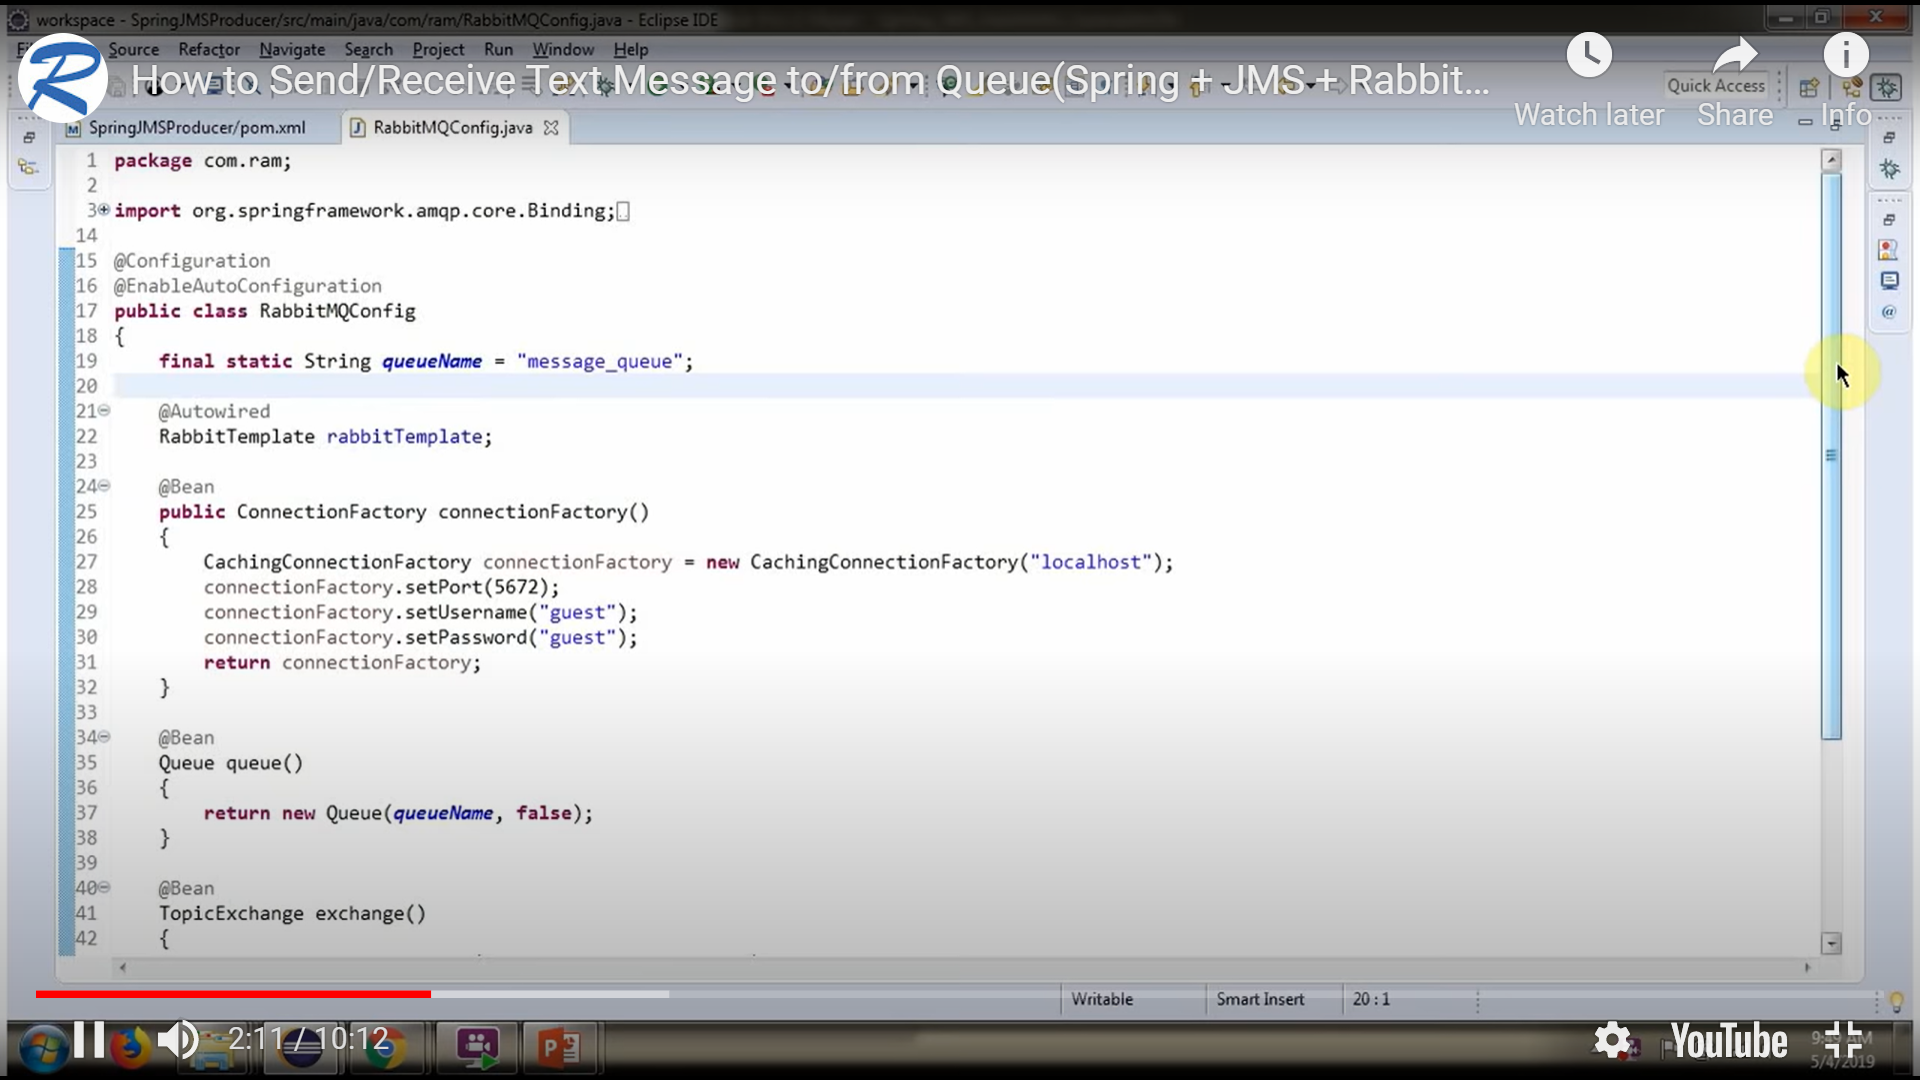 workspace - SpringJMSProducer/src/main/java/com/ram/RabbitMQConfig.java - Eclipse IDE
Source Refactor Navigate Search Project Run Window Help
R How to Send/Receive Text Message to/from Queue(Spring + JMS + Rabbit...
Quick Access
Watch later Share Info
SpringJMSProducer/pom.xml RabbitMQConfig.java
1 package com.ram;
2
3 import org.springframework.amqp.core.Binding;
14
15 @Configuration
16 @EnableAutoConfiguration
17 public class RabbitMQConfig
18 {
19 final static String queueName = "message_queue";
20
21 @Autowired
22 RabbitTemplate rabbitTemplate;
23
24 @Bean
25 public ConnectionFactory connectionFactory()
26 {
27 CachingConnectionFactory connectionFactory = new CachingConnectionFactory("localhost");
28 connectionFactory.setPort(5672);
29 connectionFactory.setUsername("guest");
30 connectionFactory.setPassword("guest");
31 return connectionFactory;
32 }
33
34 @Bean
35 Queue queue()
36 {
37 return new Queue(queueName, false);
38 }
39
40 @Bean
41 TopicExchange exchange()
42 {
Writable Smart Insert 20 : 1
2:11 / 10:12
YouTube
5/4/2019